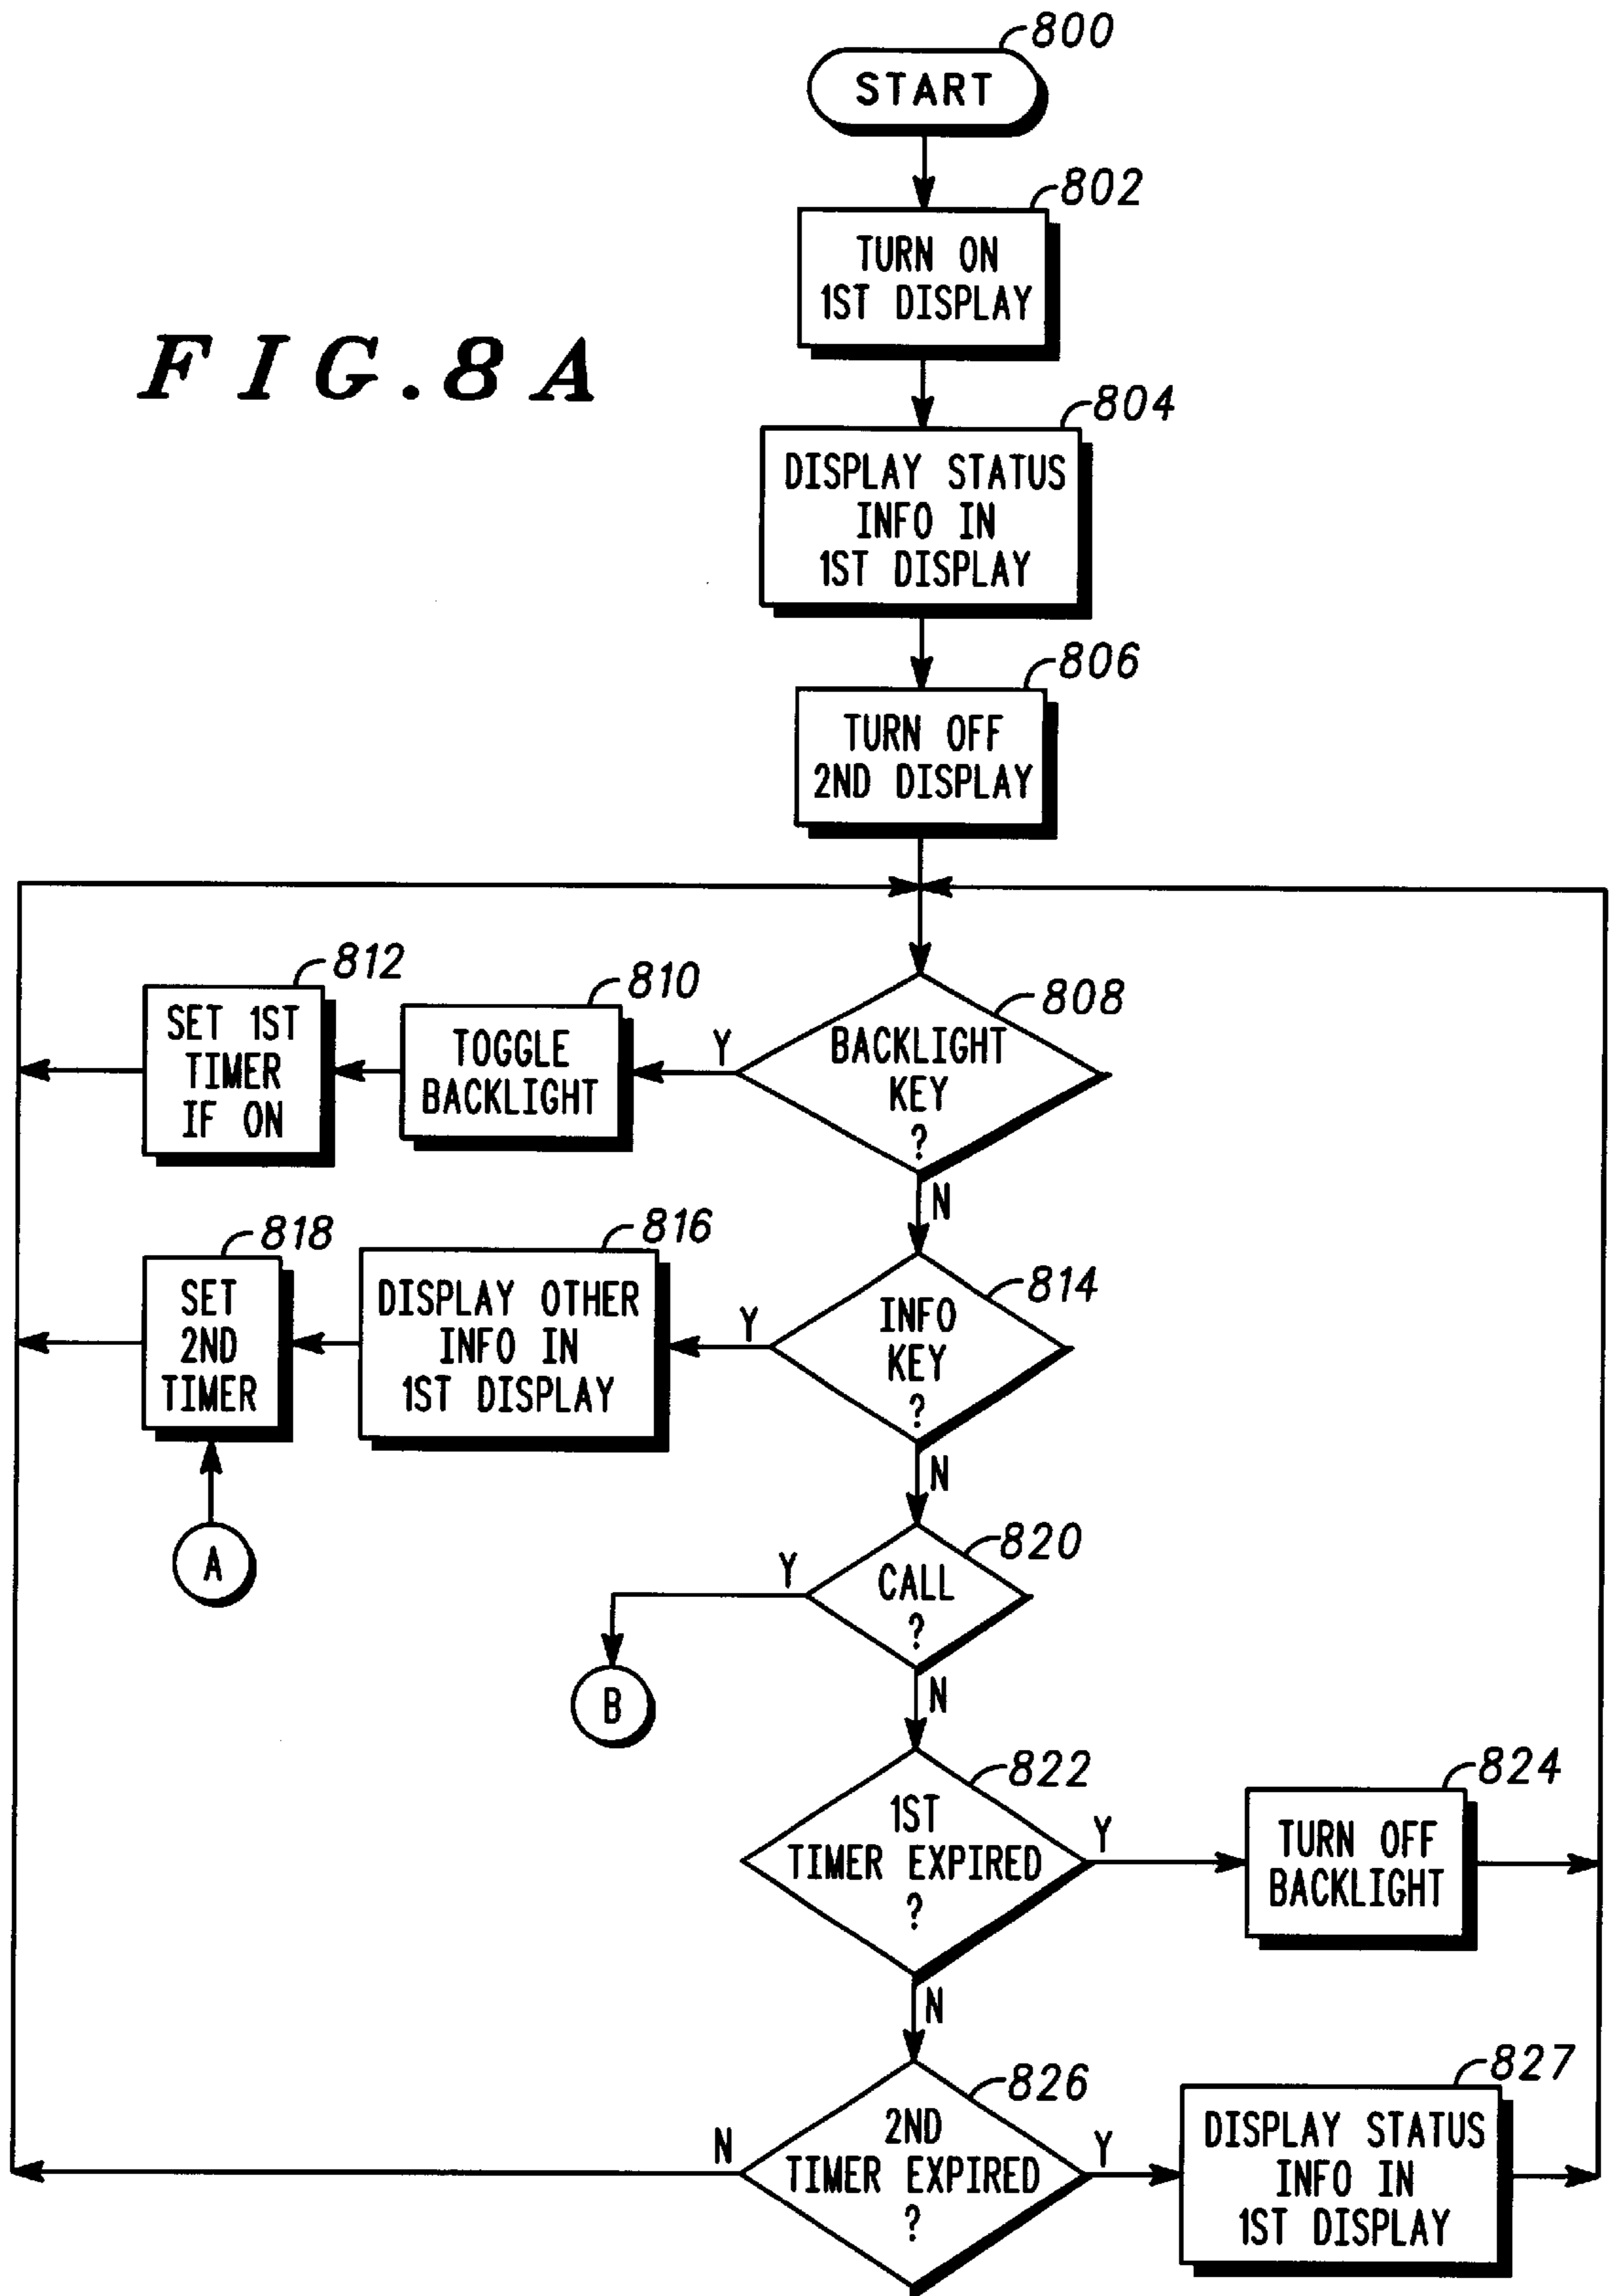 800
START
802
TURN ON
1ST DISPLAY
FIG. 8A
804
DISPLAY STATUS
INFO IN
1ST DISPLAY
806
TURN OFF
2ND DISPLAY
808
BACKLIGHT
KEY
?
Y
810
TOGGLE
BACKLIGHT
812
SET 1ST
TIMER
IF ON
N
814
INFO
KEY
?
Y
816
DISPLAY OTHER
INFO IN
1ST DISPLAY
818
SET
2ND
TIMER
A
N
820
CALL
?
Y
B
N
822
1ST
TIMER EXPIRED
?
Y
824
TURN OFF
BACKLIGHT
N
826
2ND
TIMER EXPIRED
?
N
Y
827
DISPLAY STATUS
INFO IN
1ST DISPLAY